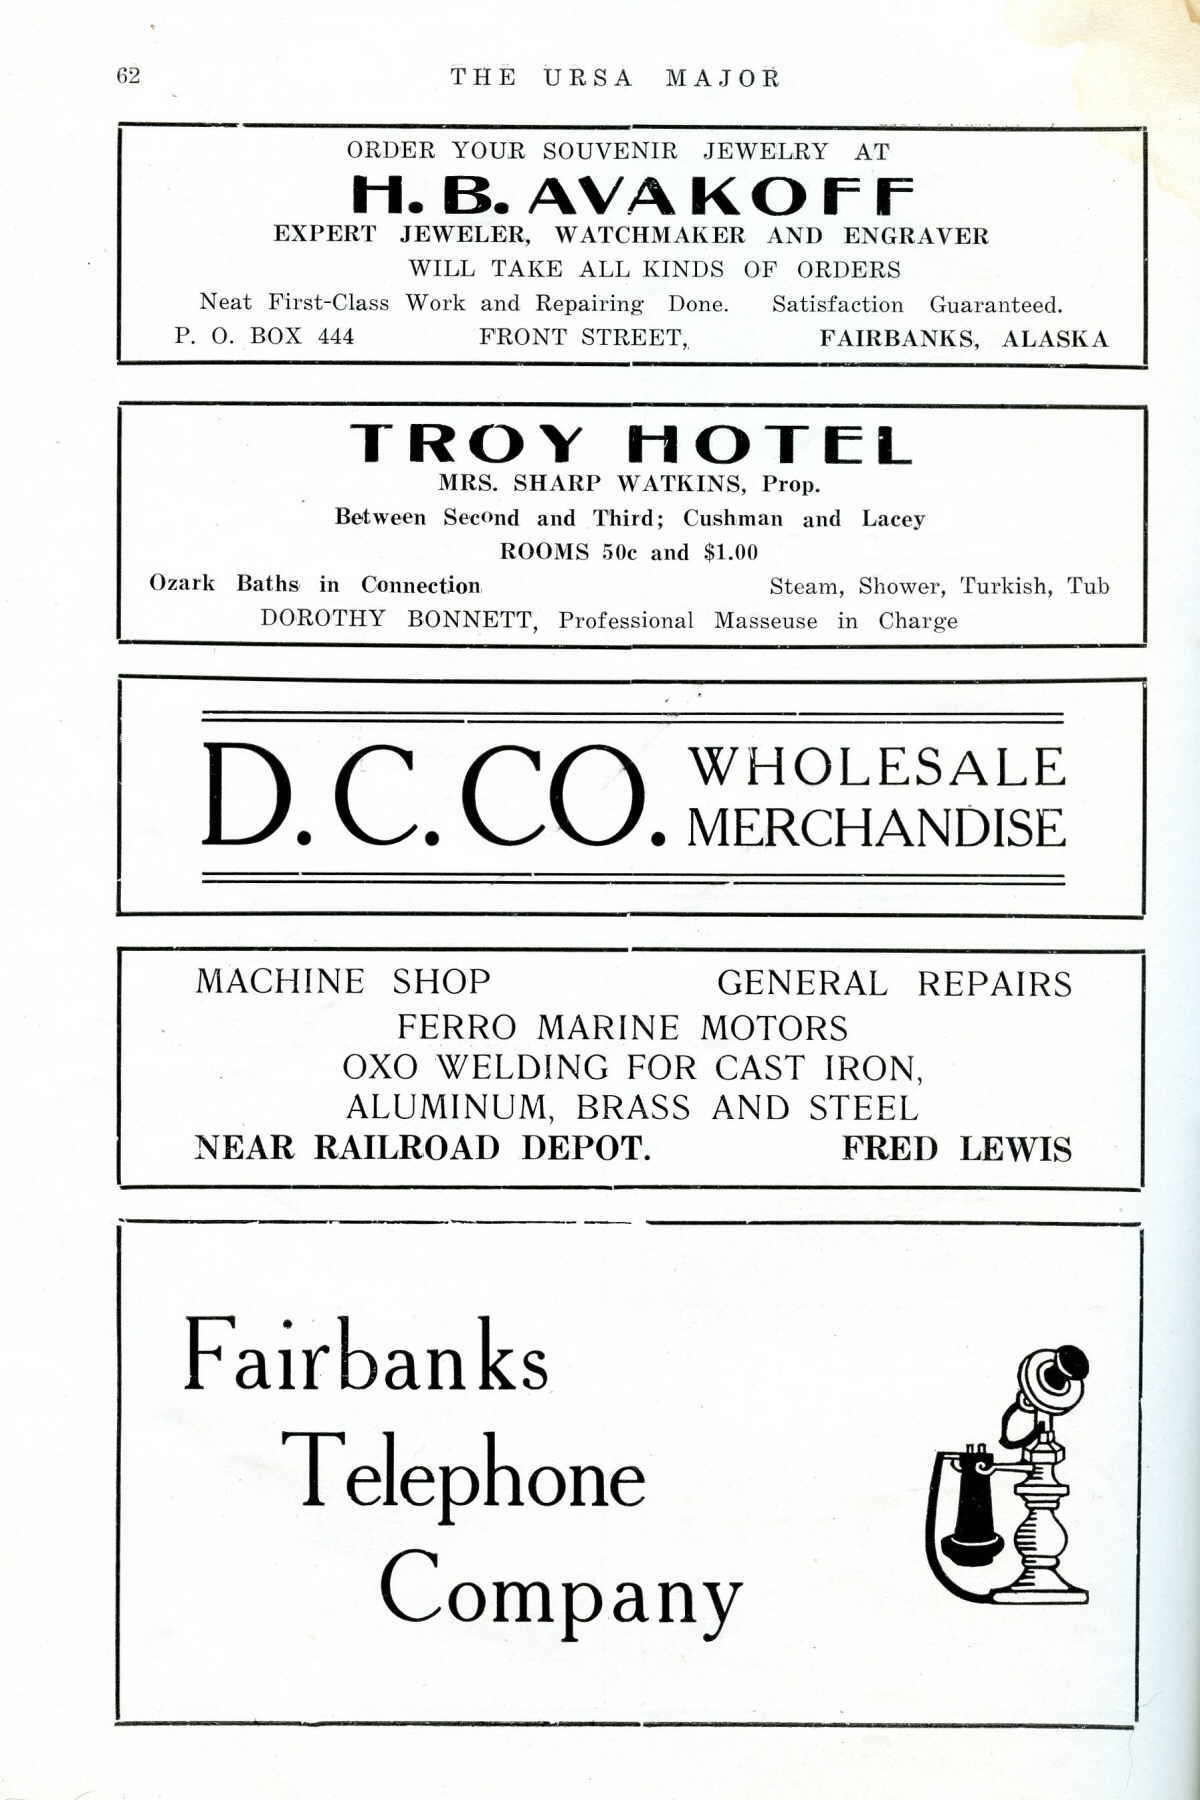 62 THE URSA MAJOR
ORDER YOUR SOUVENIR JEWELRY AT
H. B. AVAKOFF
EXPERT JEWELER, WATCHMAKER AND ENGRAVER
WILL TAKE ALL KINDS OF ORDERS
Neat First-Class Work and Repairing Done. Satisfaction Guaranteed.
P. O. BOX 444 FRONT STREET, FAIRBANKS, ALASKA
TROY HOTEL
MRS. SHARP WATKINS, Prop.
Between Second and Third; Cushman and Lacey
ROOMS 50c and $1.00
Ozark Baths in Connection Steam, Shower, Turkish, Tub
DOROTHY BONNETT, Professional Masseuse in Charge
D. C. CO. WHOLESALE
MERCHANDISE
MACHINE SHOP GENERAL REPAIRS
FERRO MARINE MOTORS
OXO WELDING FOR CAST IRON,
ALUMINUM, BRASS AND STEEL
NEAR RAILROAD DEPOT. FRED LEWIS
Fairbanks
Telephone
Company